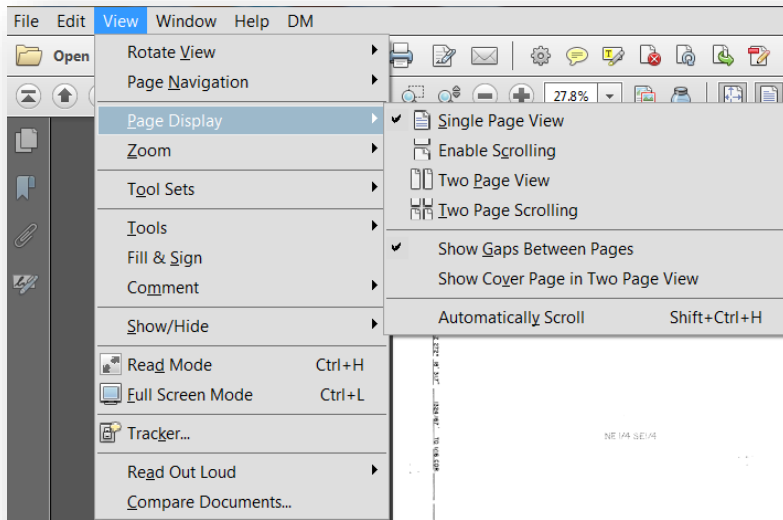 File Edit View Window Help DM
Open
27.8%
Rotate View
Page Navigation
Page Display
Zoom
Tool Sets
Tools
Fill & Sign
Comment
Show/Hide
Read Mode Ctrl+H
Full Screen Mode Ctrl+L
Tracker...
Read Out Loud
Compare Documents...
Single Page View
Enable Scrolling
Two Page View
Two Page Scrolling
Show Gaps Between Pages
Show Cover Page in Two Page View
Automatically Scroll Shift+Ctrl+H
NE 1/4 SE 1/4